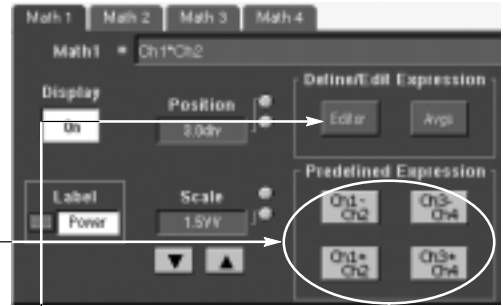 Math 1 Math 2 Math 3 Math 4
Math1 = Ch1*Ch2
Display
On
Position
3.0div
Define/Edit Expression
Editor Avgs
Label
Power
Scale
1.5VV
Predefined Expression
Ch1-
Ch2
Ch3-
Ch4
Ch1*
Ch2
Ch3*
Ch4